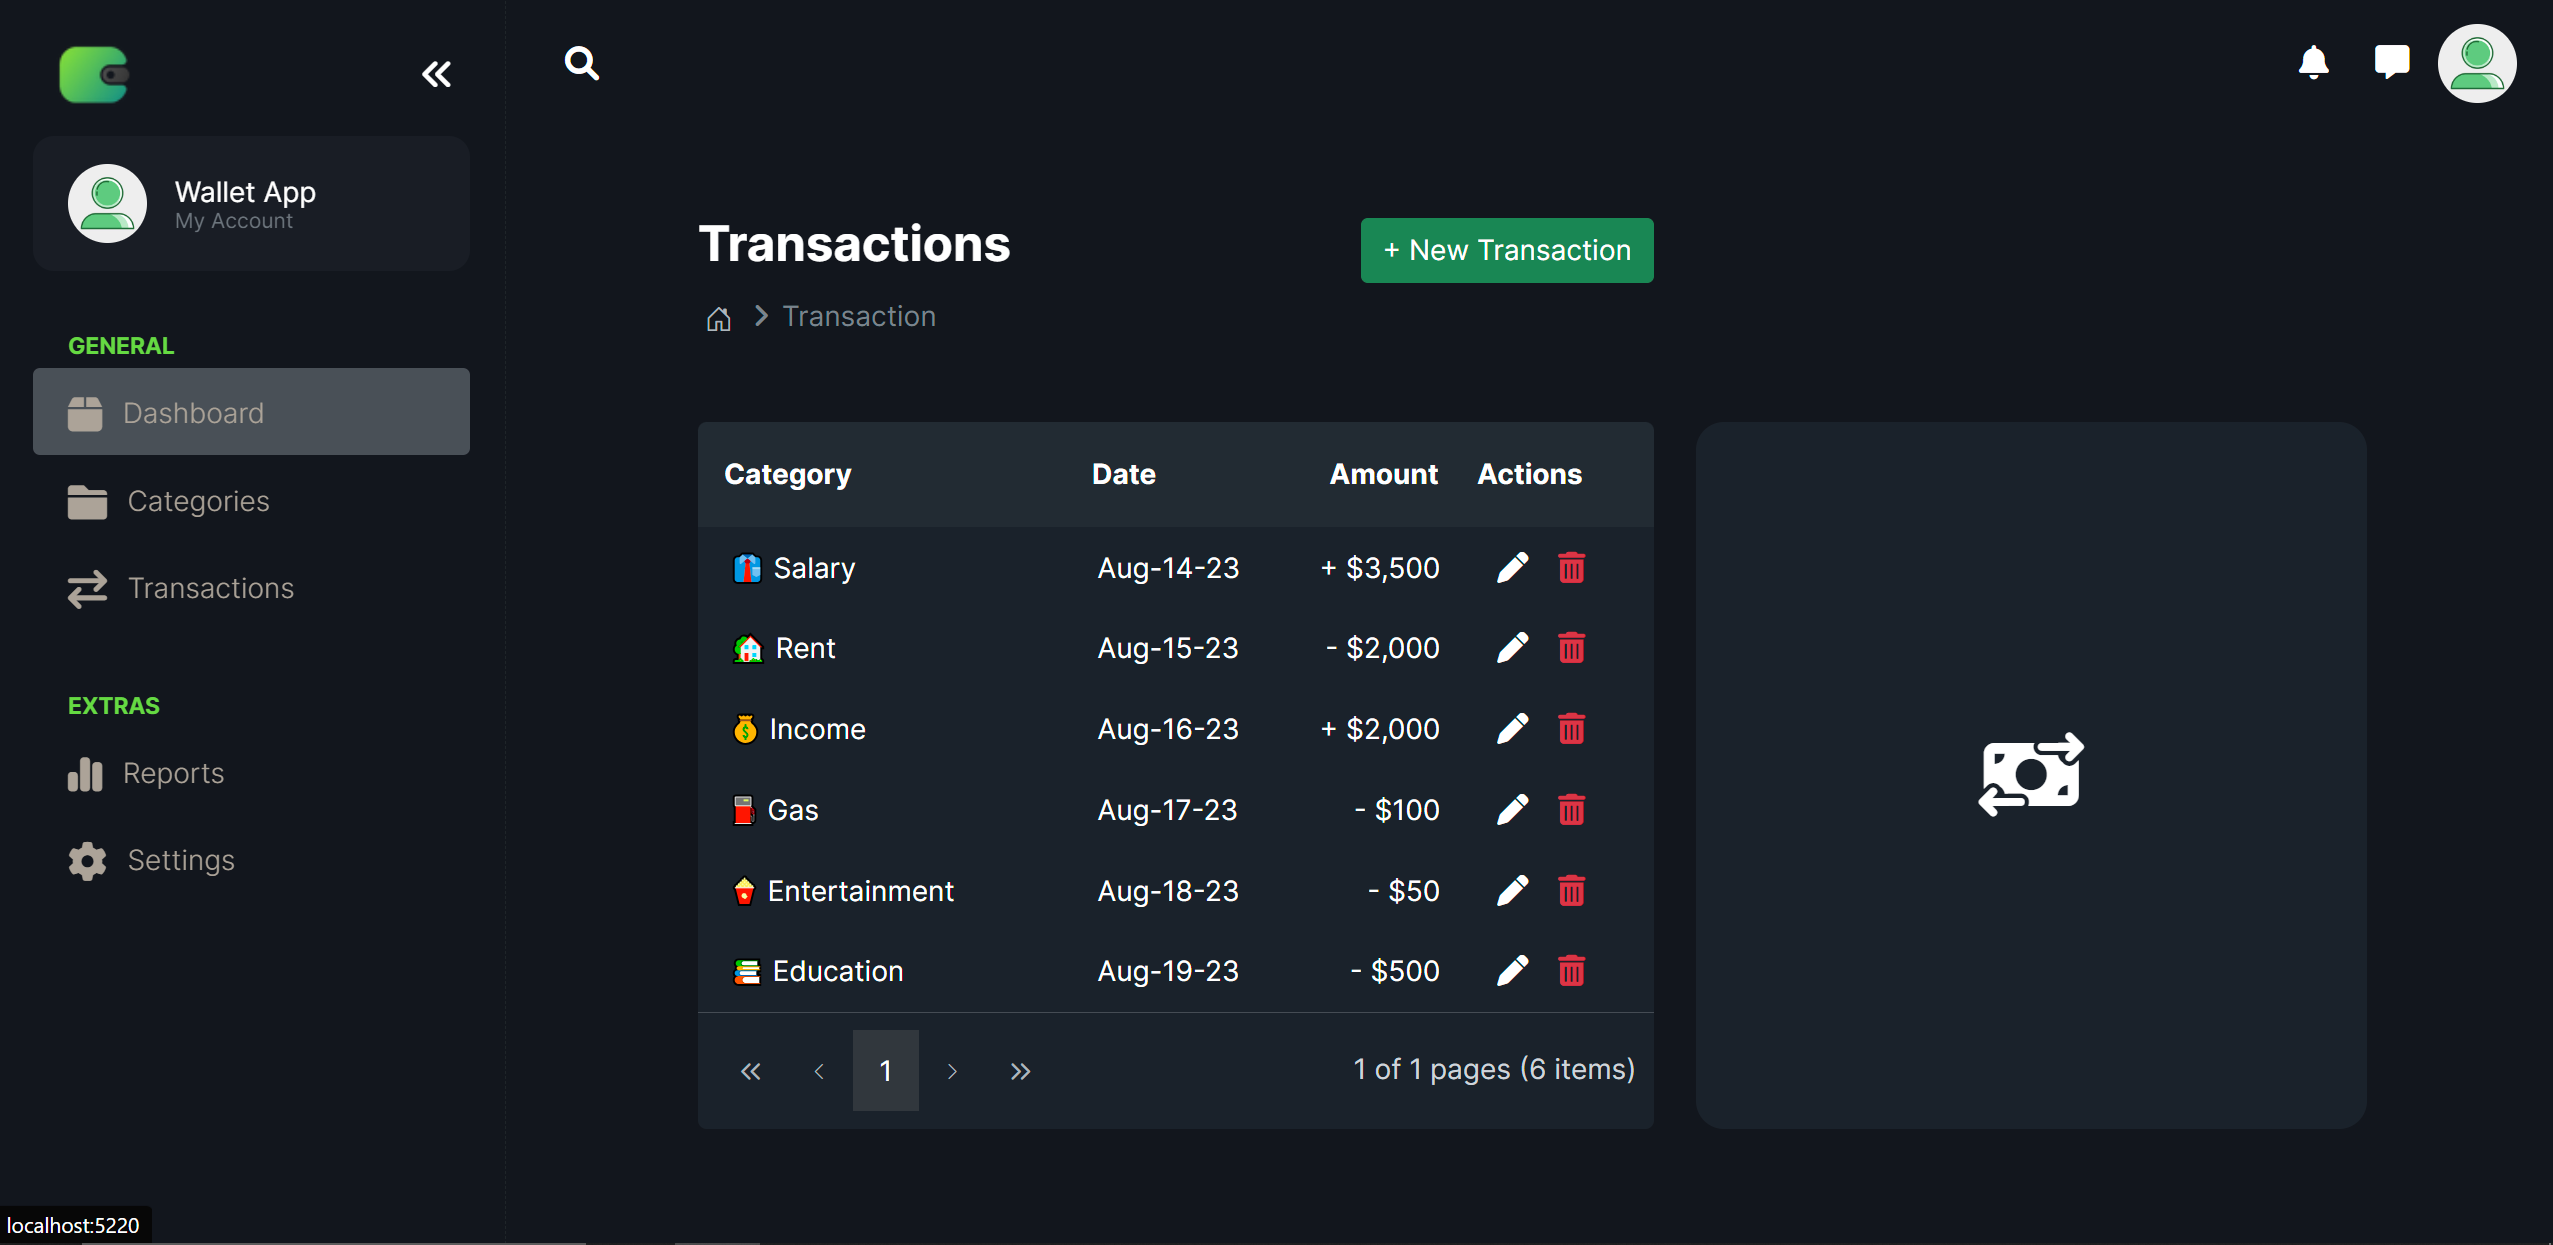 Wallet App
My Account
GENERAL
Dashboard
Categories
Transactions
EXTRAS
Reports
Settings
Transactions
+ New Transaction
Transaction
Category Date Amount Actions
Salary Aug-14-23 + $3,500
Rent Aug-15-23 - $2,000
Income Aug-16-23 + $2,000
Gas Aug-17-23 - $100
Entertainment Aug-18-23 - $50
Education Aug-19-23 - $500
1 1 of 1 pages (6 items)
localhost:5220